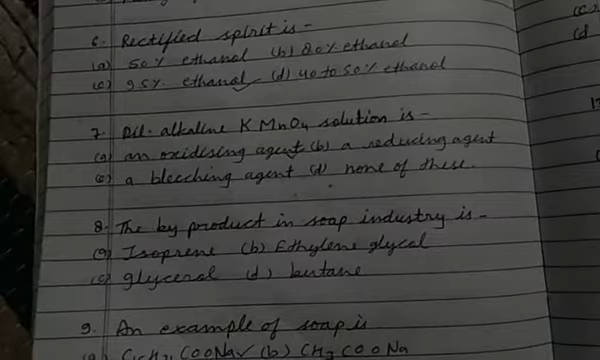 6. Rectified spirit is -
(a) 50% ethanol (b) 80% ethanol
(c) 95% ethanol (d) 40 to 50% ethanol
7. Dil. alkaline KMnO4 solution is -
(a) an oxidising agent (b) a reducing agent
(c) a bleeching agent (d) none of these.
8. The by product in soap industry is -
(a) Isoprene (b) Ethylene glycol
(c) glycerol (d) butane
9. An example of soap is
(b) CH3COONa
(c)
(d